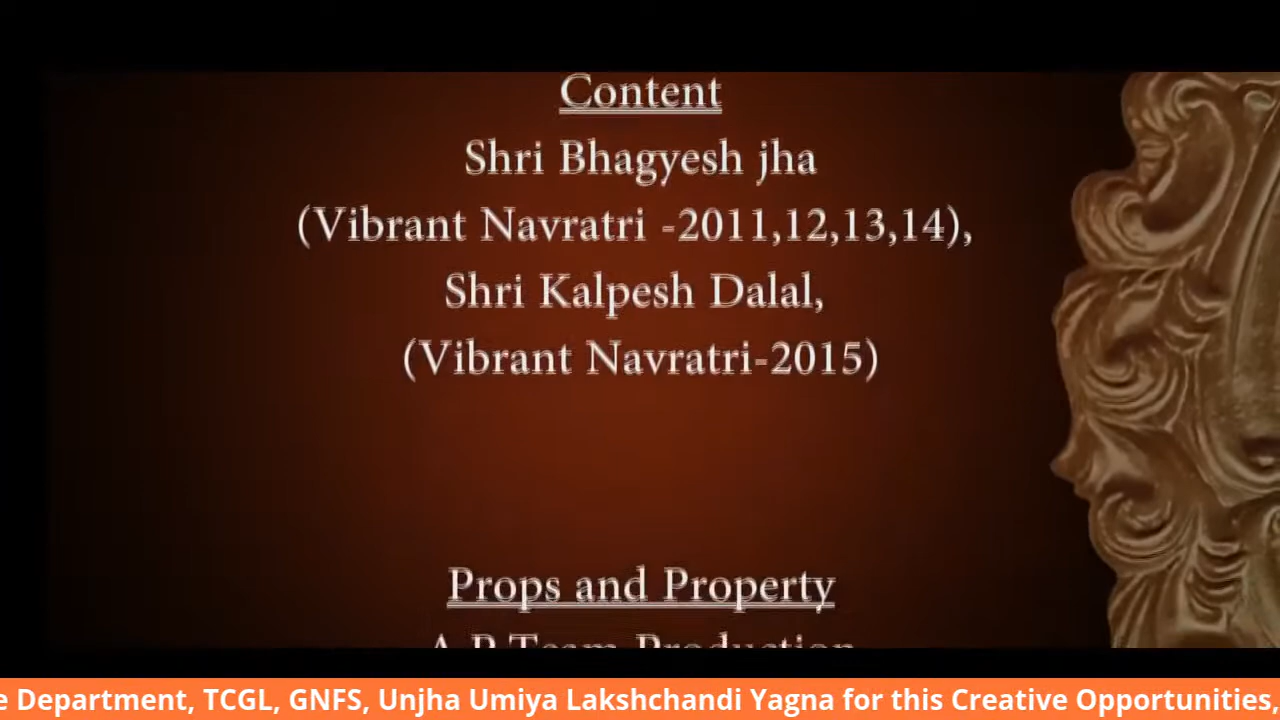 Content
Shri Bhagyesh jha
(Vibrant Navratri -2011,12,13,14),
Shri Kalpesh Dalal,
(Vibrant Navratri-2015)
Props and Property
Production
Department, TCGL, GNFS, Unjha Umiya Lakshchandi Yagna for this Creative Opportunities,